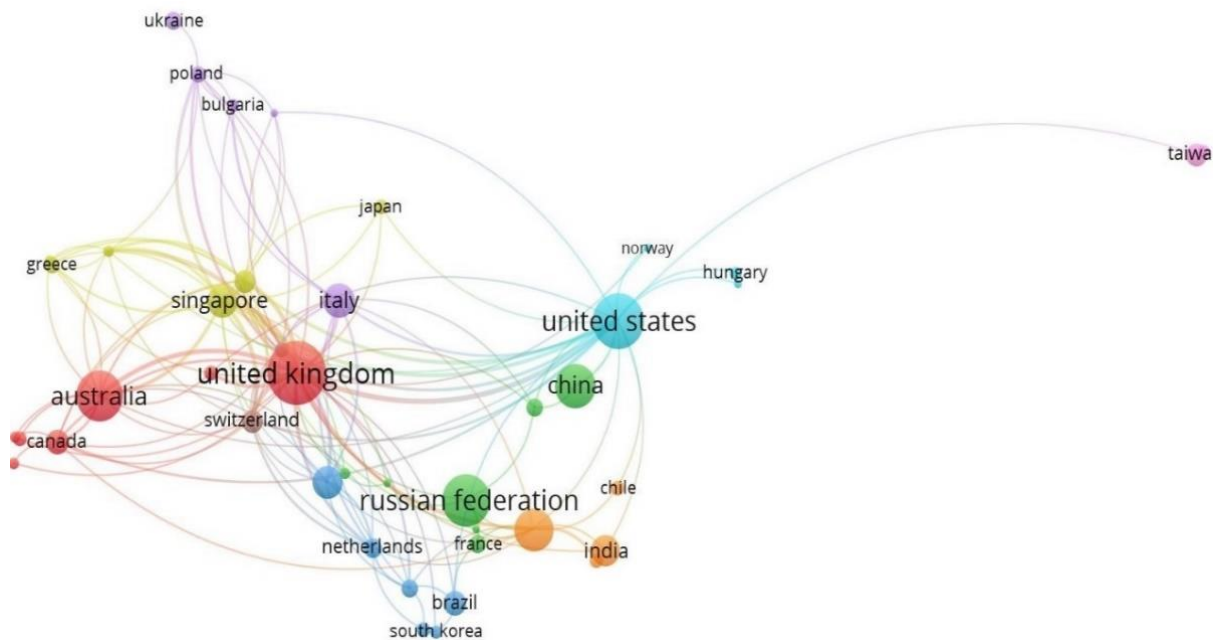 ukraine
poland
bulgaria
taiwa
japan
norway
greece
hungary
singapore
italy
united states
united kingdom
china
australia
switzerland
canada
chile
russian federation
netherlands
france
india
brazil
south korea